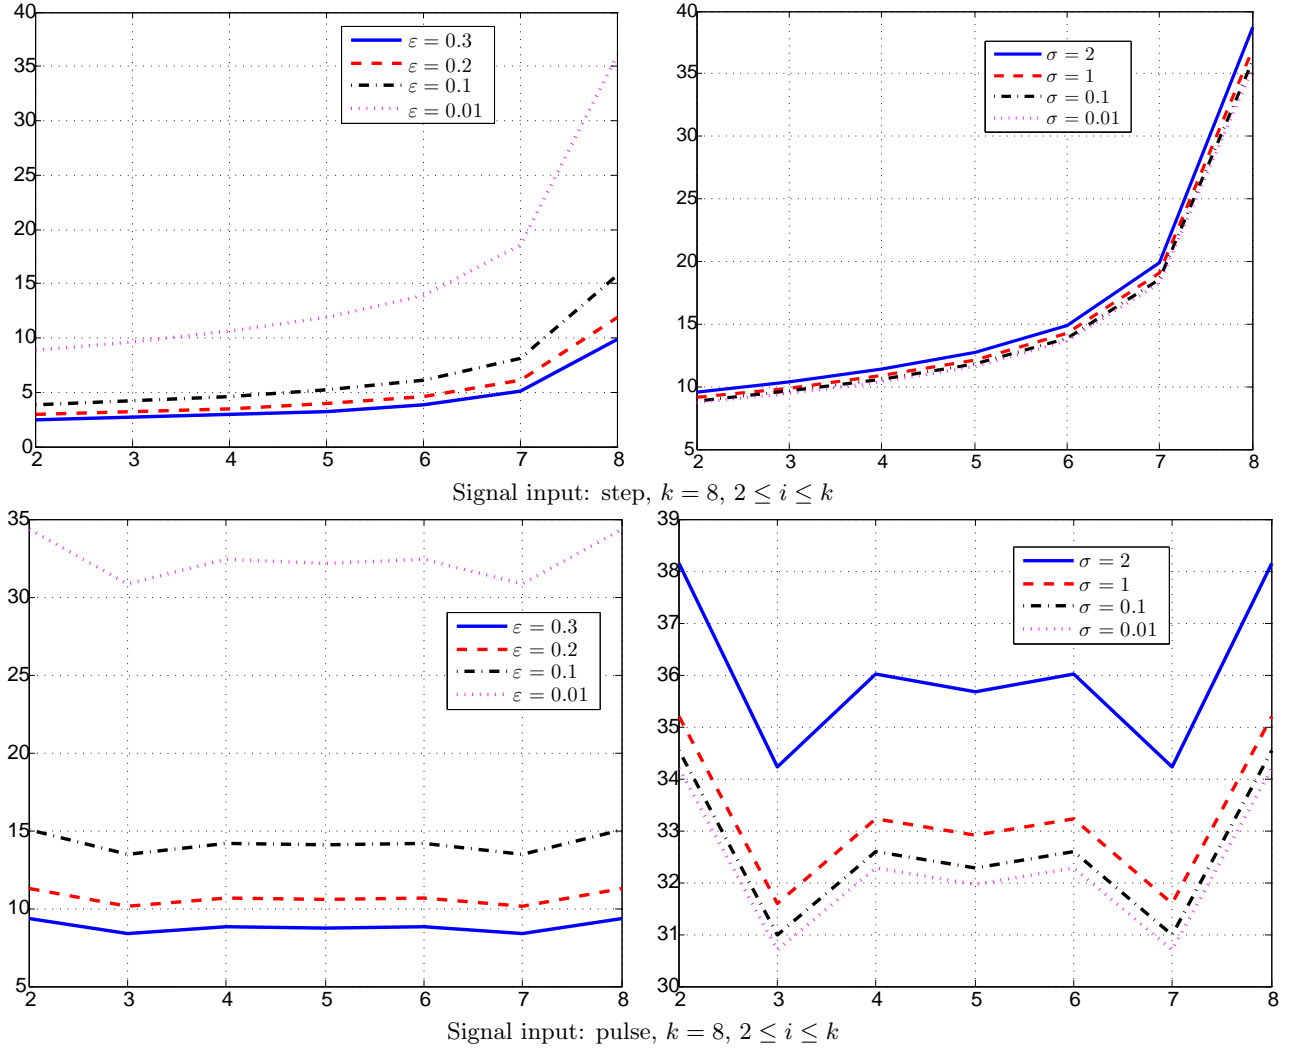 40
35
30
25
20
15
10
5
0
2 3 4 5 6 7 8
ε = 0.3
ε = 0.2
ε = 0.1
ε = 0.01
40
35
30
25
20
15
10
5
2 3 4 5 6 7 8
σ = 2
σ = 1
σ = 0.1
σ = 0.01
Signal input: step, k = 8, 2 ≤ i ≤ k
35
30
25
20
15
10
5
2 3 4 5 6 7 8
ε = 0.3
ε = 0.2
ε = 0.1
ε = 0.01
39
38
37
36
35
34
33
32
31
30
2 3 4 5 6 7 8
σ = 2
σ = 1
σ = 0.1
σ = 0.01
Signal input: pulse, k = 8, 2 ≤ i ≤ k